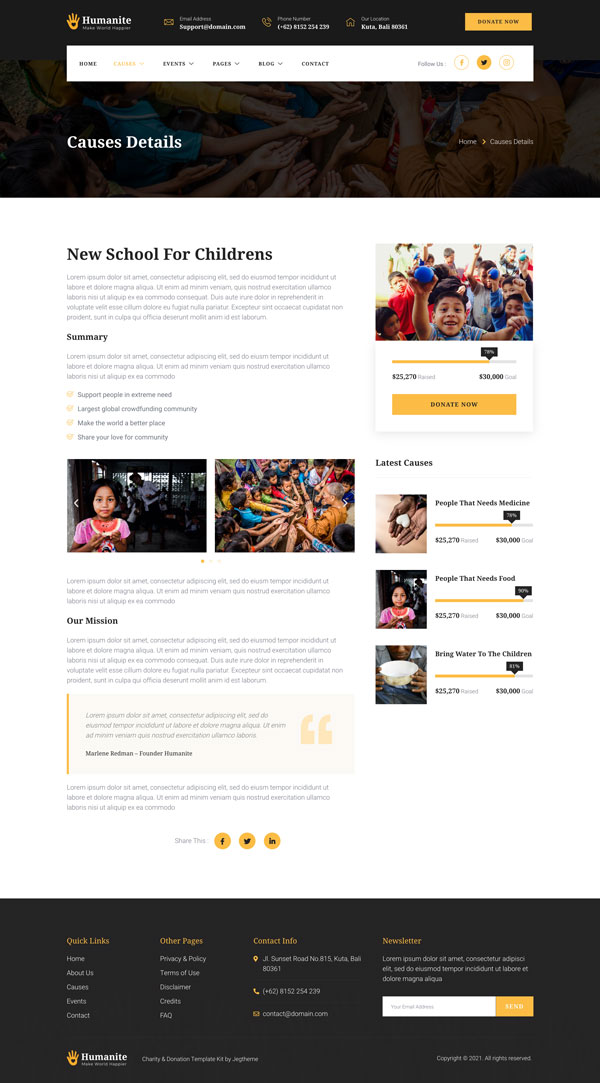 Humanite
Make World Happier
Email Address
Support@domain.com
Phone Number
(+62) 8152 254 239
Our Location
Kuta, Bali 80361
DONATE NOW
HOME
CAUSES
EVENTS
PAGES
BLOG
CONTACT
Follow Us :
Causes Details
Home
Causes Details
New School For Childrens
Lorem ipsum dolor sit amet, consectetur adipiscing elit, sed do eiusmod tempor incididunt ut
labore et dolore magna aliqua. Ut enim ad minim veniam, quis nostrud exercitation ullamco
laboris nisi ut aliquip ex ea commodo consequat. Duis aute irure dolor in reprehenderit in
voluptate velit esse cillum dolore eu fugiat nulla pariatur. Excepteur sint occaecat cupidatat non
proident, sunt in culpa qui officia deserunt mollit anim id est laborum.
Summary
Lorem ipsum dolor sit amet, consectetur adipiscing elit, sed do eiusmod tempor incididunt ut
labore et dolore magna aliqua. Ut enim ad minim veniam quis nostrud exercitation ullamco
laboris nisi ut aliquip ex ea commodo
Support people in extreme need
Largest global crowdfunding community
Make the world a better place
Share your love for community
Lorem ipsum dolor sit amet, consectetur adipiscing elit, sed do eiusmod tempor incididunt ut
labore et dolore magna aliqua. Ut enim ad minim veniam quis nostrud exercitation ullamco
laboris nisi ut aliquip ex ea commodo
Our Mission
Lorem ipsum dolor sit amet, consectetur adipiscing elit, sed do eiusmod tempor incididunt ut
labore et dolore magna aliqua. Ut enim ad minim veniam, quis nostrud exercitation ullamco
laboris nisi ut aliquip ex ea commodo consequat. Duis aute irure dolor in reprehenderit in
voluptate velit esse cillum dolore eu fugiat nulla pariatur. Excepteur sint occaecat cupidatat non
proident, sunt in culpa qui officia deserunt mollit anim id est laborum.
Lorem ipsum dolor sit amet, consectetur adipiscing elit, sed do
eiusmod tempor incididunt ut labore et dolore magna aliqua. Ut enim
ad minim veniam quis nostrud exercitation ullamco laboris.
Marlene Redman – Founder Humanite
Lorem ipsum dolor sit amet, consectetur adipiscing elit, sed do eiusmod tempor incididunt ut
labore et dolore magna aliqua. Ut enim ad minim veniam quis nostrud exercitation ullamco
laboris nisi ut aliquip ex ea commodo
Share This :
78%
$25,270 Raised
$30,000 Goal
DONATE NOW
Latest Causes
People That Needs Medicine
78%
$25,270 Raised
$30,000 Goal
People That Needs Food
90%
$25,270 Raised
$30,000 Goal
Bring Water To The Children
81%
$25,270 Raised
$30,000 Goal
Quick Links
Home
About Us
Causes
Events
Contact
Other Pages
Privacy & Policy
Terms of Use
Disclaimer
Credits
FAQ
Contact Info
Jl. Sunset Road No.815, Kuta, Bali
80361
(+62) 8152 254 239
contact@domain.com
Newsletter
Lorem ipsum dolor sit amet, consectetur adipisci
elit, sed do eiusmod tempor incididunt ut labore et
dolore magna aliqua
Your Email Address
SEND
Humanite
Make World Happier
Charity & Donation Template Kit by Jegtheme
Copyright © 2021. All rights reserved.